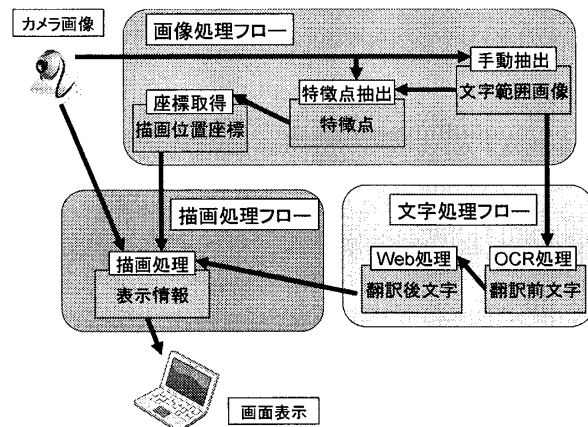 カメラ画像
画像処理フロー
手動抽出
文字範囲画像
特徴点抽出
特徴点
座標取得
描画位置座標
描画処理フロー
描画処理
表示情報
文字処理フロー
Web処理
翻訳後文字
OCR処理
翻訳前文字
画面表示